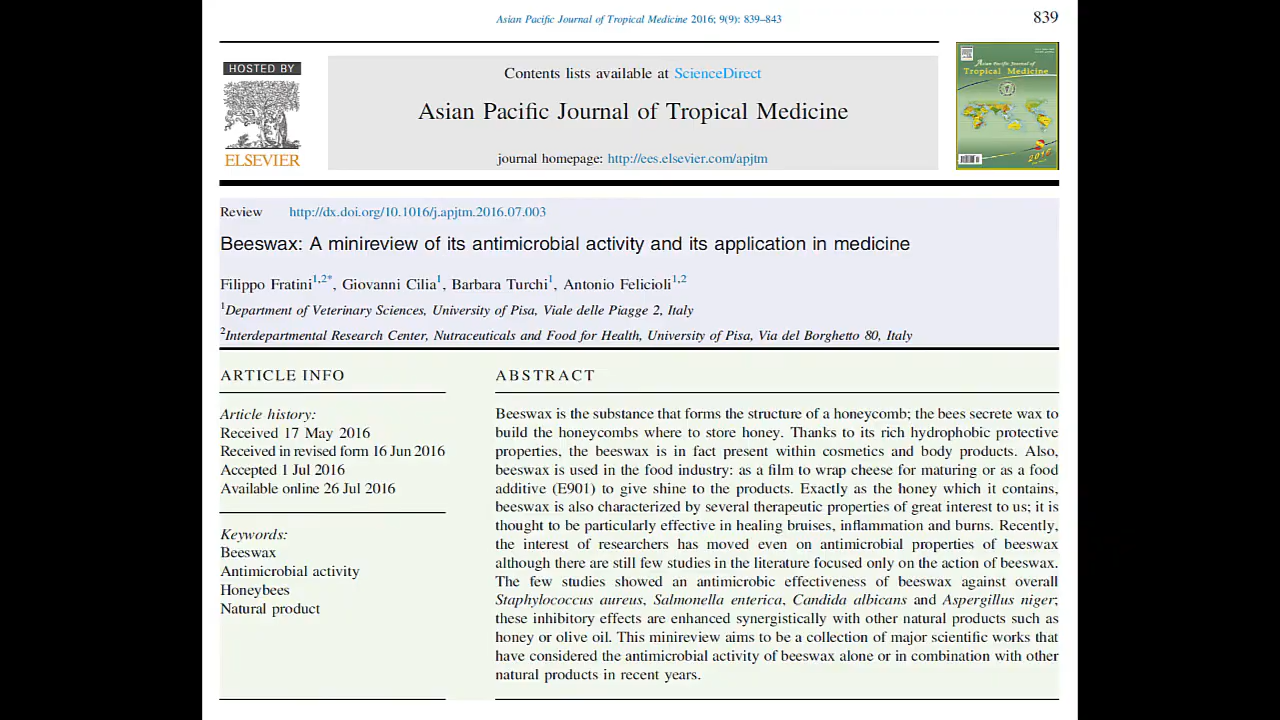 Asian Pacific Journal of Tropical Medicine 2016; 9(9): 839–843
839
HOSTED BY
ELSEVIER
Contents lists available at ScienceDirect
Asian Pacific Journal of Tropical Medicine
journal homepage: http://ees.elsevier.com/apjtm
Asian Pacific Journal of
Tropical Medicine
2016
Review http://dx.doi.org/10.1016/j.apjtm.2016.07.003
Beeswax: A minireview of its antimicrobial activity and its application in medicine
Filippo Fratini1,2*, Giovanni Cilia1, Barbara Turchi1, Antonio Felicioli1,2
1Department of Veterinary Sciences, University of Pisa, Viale delle Piagge 2, Italy
2Interdepartmental Research Center, Nutraceuticals and Food for Health, University of Pisa, Via del Borghetto 80, Italy
ARTICLE INFO
Article history:
Received 17 May 2016
Received in revised form 16 Jun 2016
Accepted 1 Jul 2016
Available online 26 Jul 2016
Keywords:
Beeswax
Antimicrobial activity
Honeybees
Natural product
ABSTRACT
Beeswax is the substance that forms the structure of a honeycomb; the bees secrete wax to
build the honeycombs where to store honey. Thanks to its rich hydrophobic protective
properties, the beeswax is in fact present within cosmetics and body products. Also,
beeswax is used in the food industry: as a film to wrap cheese for maturing or as a food
additive (E901) to give shine to the products. Exactly as the honey which it contains,
beeswax is also characterized by several therapeutic properties of great interest to us; it is
thought to be particularly effective in healing bruises, inflammation and burns. Recently,
the interest of researchers has moved even on antimicrobial properties of beeswax
although there are still few studies in the literature focused only on the action of beeswax.
The few studies showed an antimicrobic effectiveness of beeswax against overall
Staphylococcus aureus, Salmonella enterica, Candida albicans and Aspergillus niger;
these inhibitory effects are enhanced synergistically with other natural products such as
honey or olive oil. This minireview aims to be a collection of major scientific works that
have considered the antimicrobial activity of beeswax alone or in combination with other
natural products in recent years.